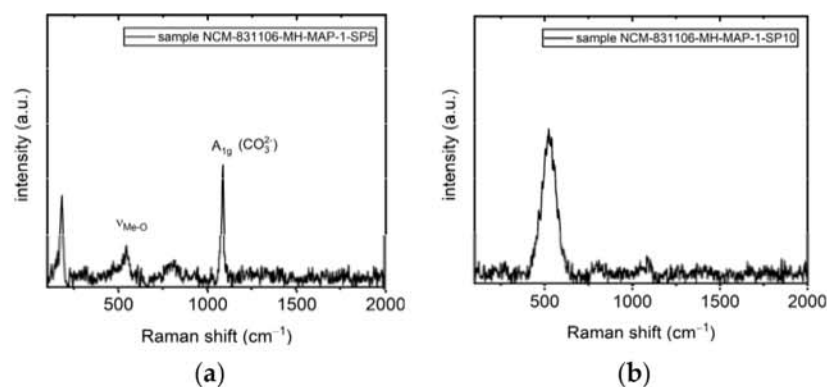 sample NCM-831106-MH-MAP-1-SP5
intensity (a.u.)
ν_Me-O
A_1g (CO_3^2-)
500 1000 1500 2000
Raman shift (cm⁻¹)
(a)
sample NCM-831106-MH-MAP-1-SP10
intensity (a.u.)
500 1000 1500 2000
Raman shift (cm⁻¹)
(b)